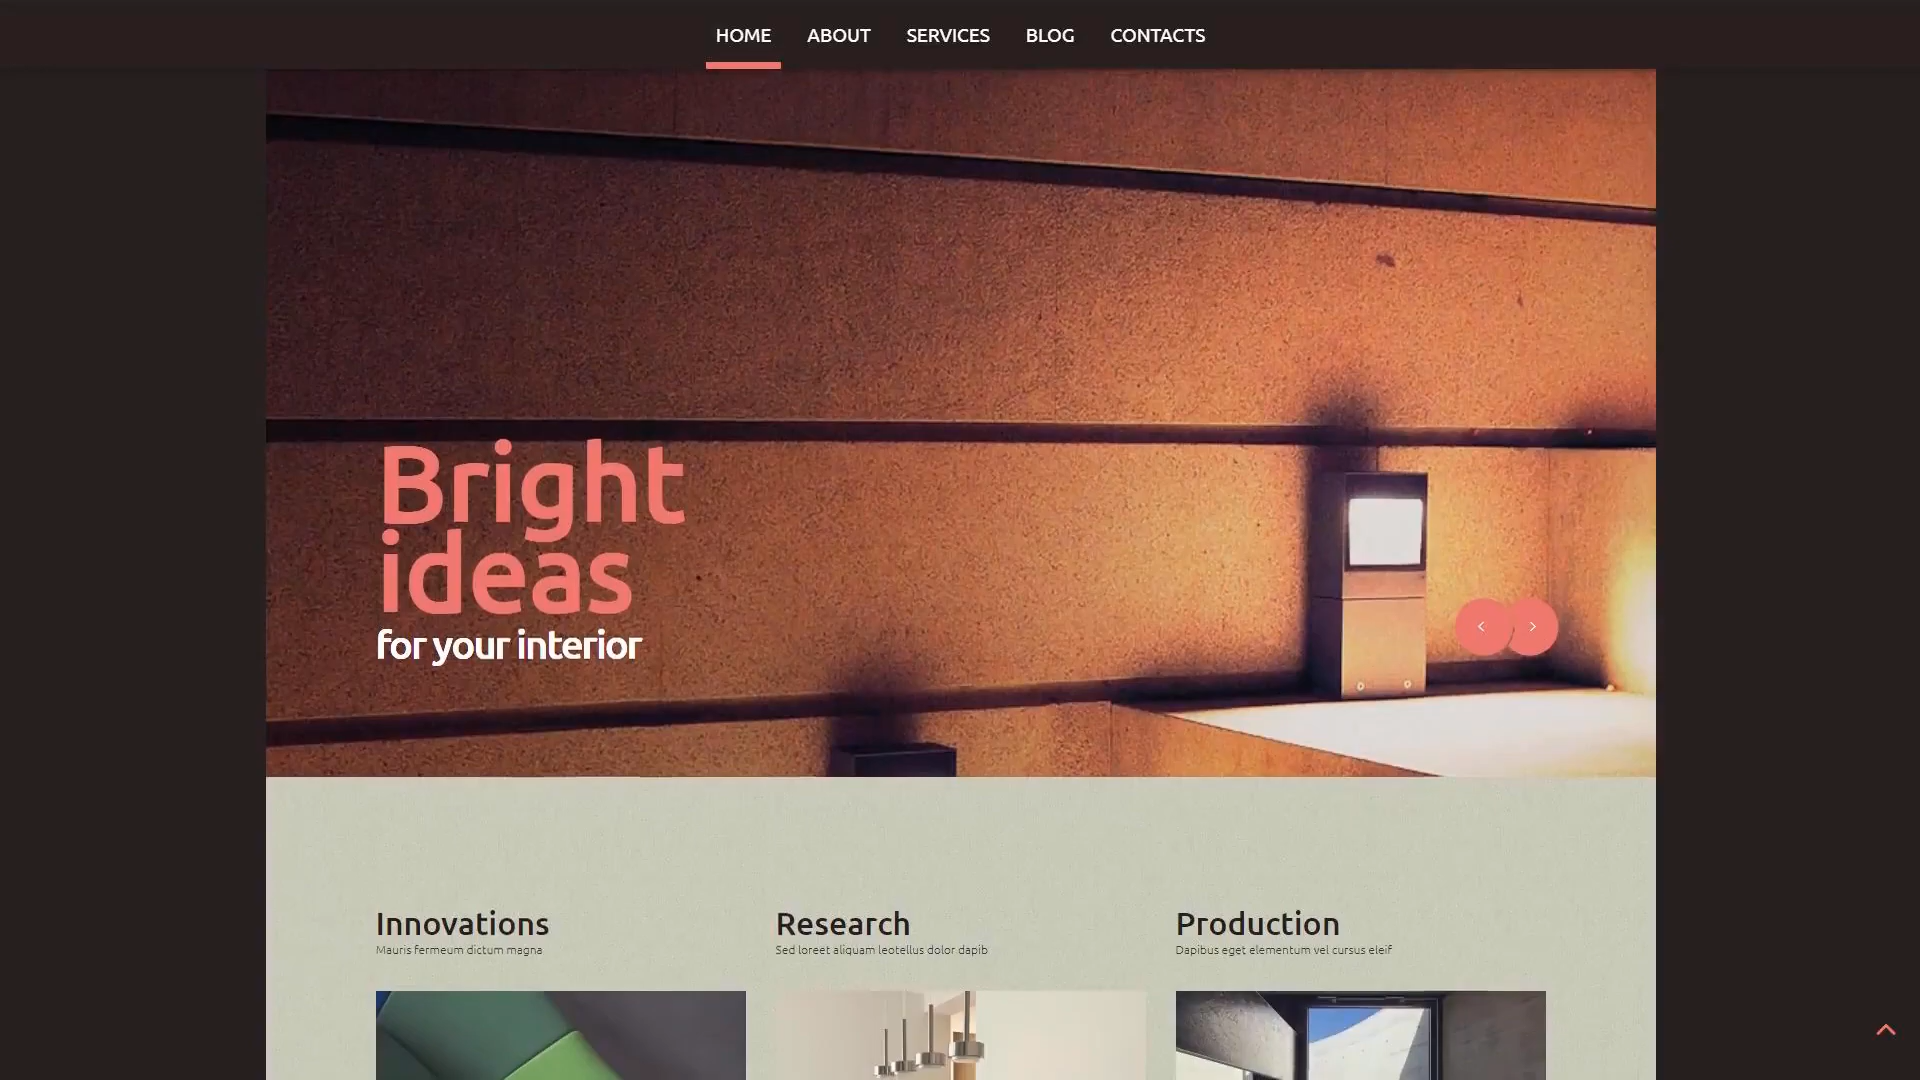 HOME ABOUT SERVICES BLOG CONTACTS
Bright
ideas
for your interior
Innovations
Mauris fermeum dictum magna
Research
Sed loreet aliquam leotellus dolor dapib
Production
Dapibus eget elementum vel cursus eleif